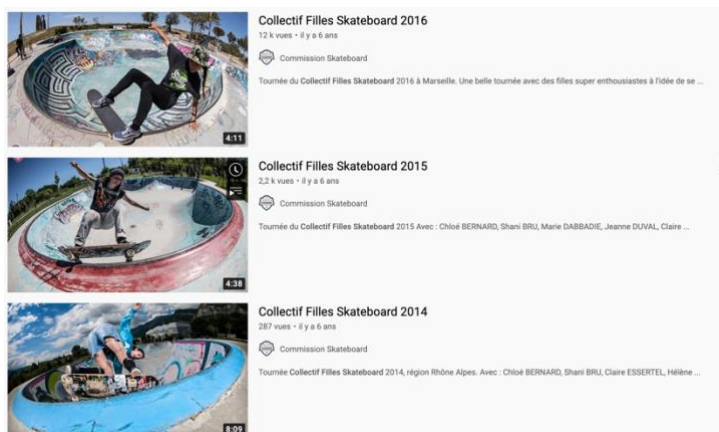 Collectif Filles Skateboard 2016
12 k vues • il y a 6 ans
Commission Skateboard
Tournée du Collectif Filles Skateboard 2016 à Marseille. Une belle tournée avec des filles super enthousiastes à l'idée de se ...
4:11
Collectif Filles Skateboard 2015
2,2 k vues • il y a 6 ans
Commission Skateboard
Tournée du Collectif Filles Skateboard 2015 Avec : Chloé BERNARD, Shani BRU, Marie DABBADIE, Jeanne DUVAL, Claire ...
4:38
Collectif Filles Skateboard 2014
287 vues • il y a 6 ans
Commission Skateboard
Tournée Collectif Filles Skateboard 2014, région Rhône Alpes. Avec : Chloé BERNARD, Shani BRU, Claire ESSERTEL, Hélène ...
8:09